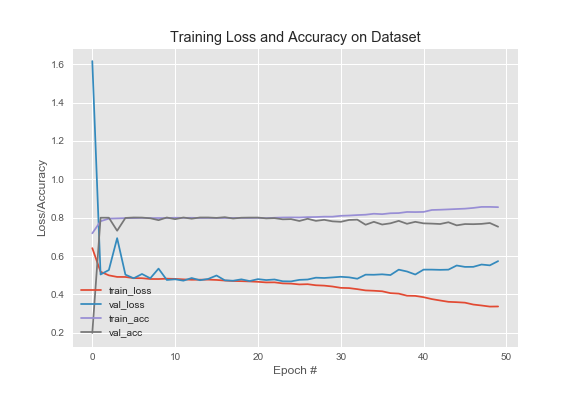 Training Loss and Accuracy on Dataset
1.6
1.4
1.2
1.0
0.8
0.6
0.4
0.2
Loss/Accuracy
train_loss
val_loss
train_acc
val_acc
0 10 20 30 40 50
Epoch #